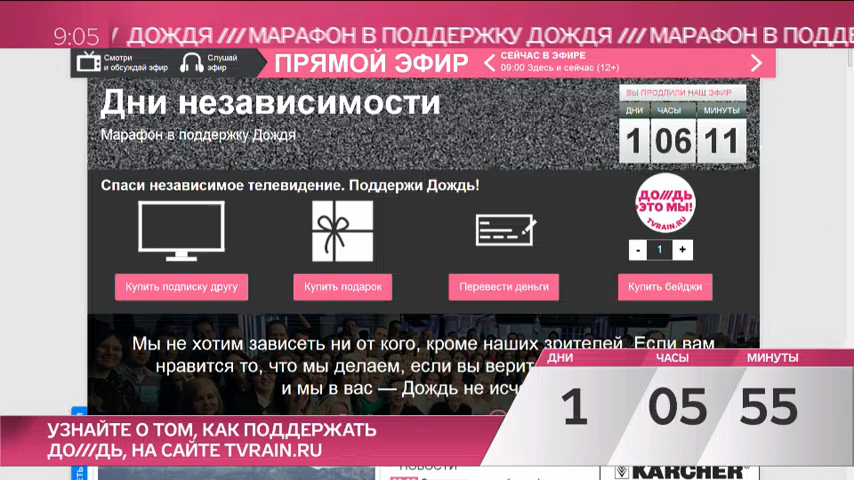 9:05
ДОЖДЯ /// МАРАФОН В ПОДДЕРЖКУ ДОЖДЯ /// МАРАФОН В ПОДДЕ
Смотри
и обсуждай эфир
Слушай
эфир
ПРЯМОЙ ЭФИР
СЕЙЧАС В ЭФИРЕ
09:00 Здесь и сейчас (12+)
Дни независимости
Марафон в поддержку Дождя
ВЫ ПРОДЛИЛИ НАШ ЭФИР
ДНИ ЧАСЫ МИНУТЫ
1 06 11
Спаси независимое телевидение. Поддержи Дождь!
ДО///ДЬ
ЭТО МЫ!
TVRAIN.RU
- 1 +
Купить подписку другу
Купить подарок
Перевести деньги
Купить бейджи
Мы не хотим зависеть ни от кого, кроме наших зрителей. Если вам
нравится то, что мы делаем, если вы верит
и мы в вас — Дождь не исче
ДНИ ЧАСЫ МИНУТЫ
1 05 55
УЗНАЙТЕ О ТОМ, КАК ПОДДЕРЖАТЬ
ДО///ДЬ, НА САЙТЕ TVRAIN.RU
НОВОСТИ
KARCHER